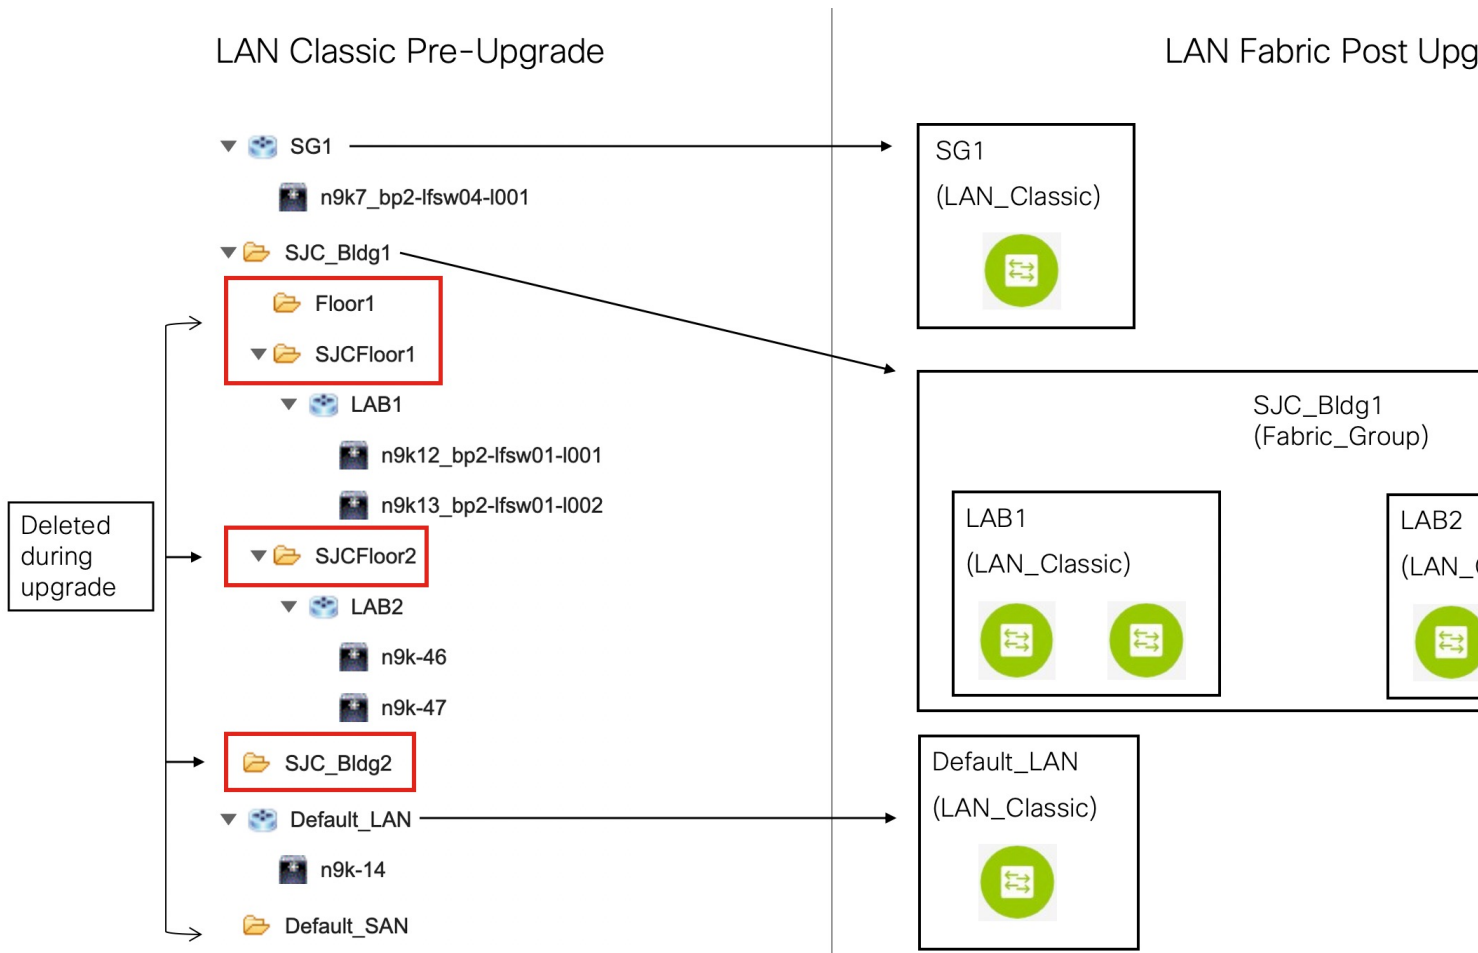 LAN Classic Pre-Upgrade
SG1
n9k7_bp2-lfsw04-l001
SJC_Bldg1
Floor1
SJCFloor1
LAB1
n9k12_bp2-lfsw01-l001
n9k13_bp2-lfsw01-l002
SJCFloor2
LAB2
n9k-46
n9k-47
SJC_Bldg2
Default_LAN
n9k-14
Default_SAN
Deleted
during
upgrade
LAN Fabric Post Upg
SG1
(LAN_Classic)
SJC_Bldg1
(Fabric_Group)
LAB1
(LAN_Classic)
LAB2
(LAN_
Default_LAN
(LAN_Classic)